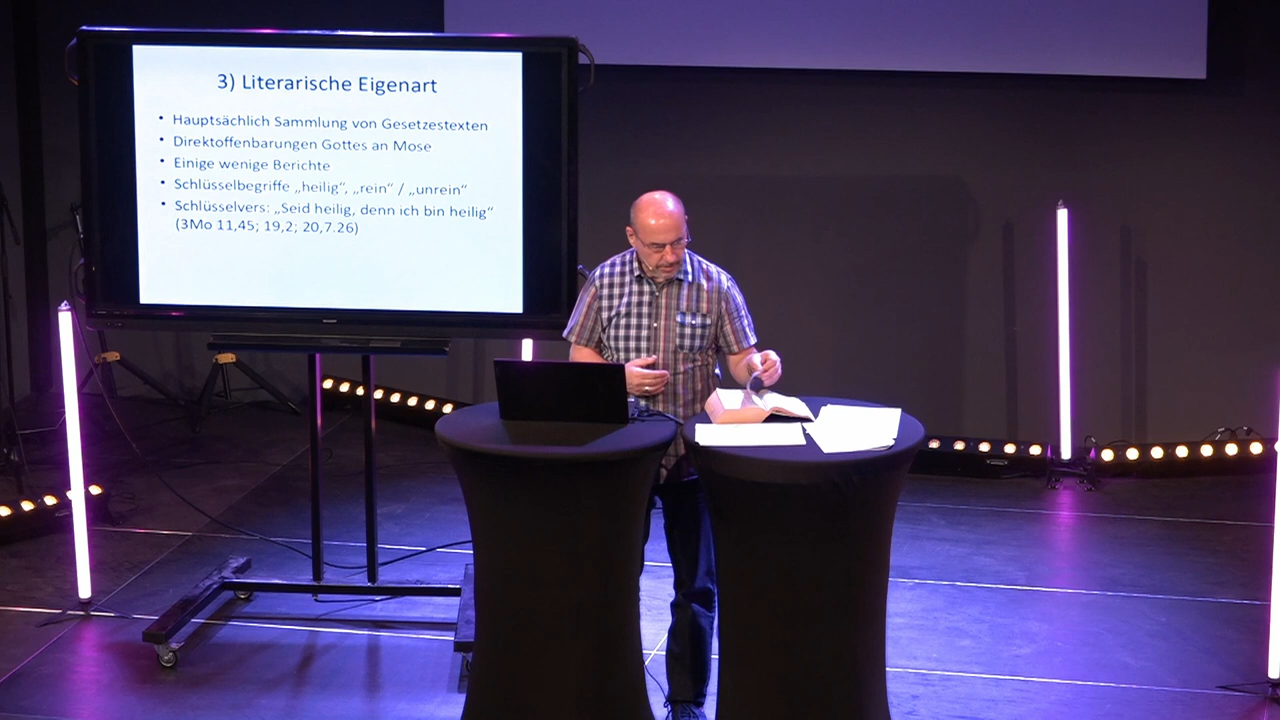 3) Literarische Eigenart
• Hauptsächlich Sammlung von Gesetzestexten
• Direktoffenbarungen Gottes an Mose
• Einige wenige Berichte
• Schlüsselbegriffe „heilig“, „rein“ / „unrein“
• Schlüsselvers: „Seid heilig, denn ich bin heilig“
(3Mo 11,45; 19,2; 20,7.26)